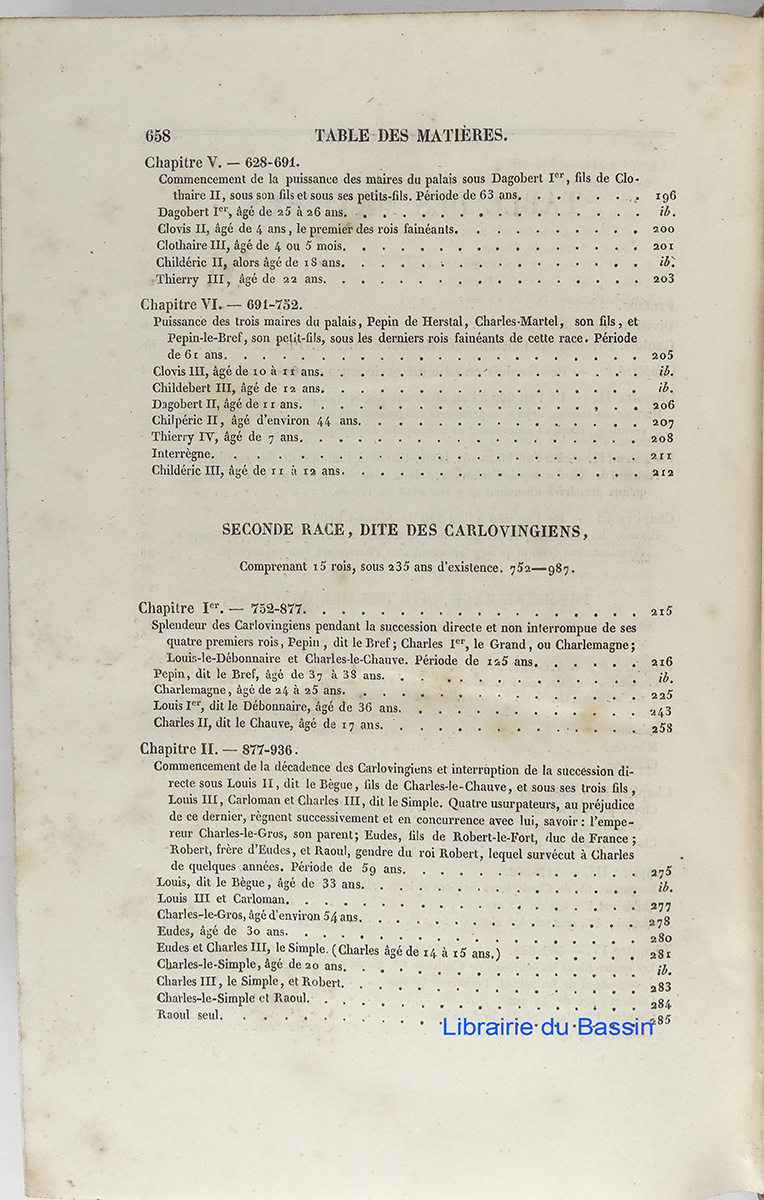 658 TABLE DES MATIÈRES.
Chapitre V. — 628-691.
Commencement de la puissance des maires du palais sous Dagobert Ier, fils de Clo-
thaire II, sous son fils et sous ses petits-fils. Période de 63 ans. . . . . . . 196
Dagobert Ier, âgé de 25 à 26 ans. . . . . . . . . . . . . . . . ib.
Clovis II, âgé de 4 ans, le premier des rois fainéants. . . . . . . . . . 200
Clothaire III, âgé de 4 ou 5 mois. . . . . . . . . . . . . . . . 201
Childéric II, alors âgé de 18 ans. . . . . . . . . . . . . . . . ib.
Thierry III, âgé de 22 ans. . . . . . . . . . . . . . . . . 203
Chapitre VI. — 691-752.
Puissance des trois maires du palais, Pepin de Herstal, Charles-Martel, son fils, et
Pepin-le-Bref, son petit-fils, sous les derniers rois fainéants de cette race. Période
de 61 ans. . . . . . . . . . . . . . . . . . . . . . 205
Clovis III, âgé de 10 à 11 ans. . . . . . . . . . . . . . . . . ib.
Childebert III, âgé de 12 ans. . . . . . . . . . . . . . . . . ib.
Dagobert II, âgé de 11 ans. . . . . . . . . . . . . . . . . . 206
Chilpéric II, âgé d'environ 44 ans. . . . . . . . . . . . . . . 207
Thierry IV, âgé de 7 ans. . . . . . . . . . . . . . . . . . 208
Interrègne. . . . . . . . . . . . . . . . . . . . . . . 211
Childéric III, âgé de 11 à 12 ans. . . . . . . . . . . . . . . . 212
SECONDE RACE, DITE DES CARLOVINGIENS,
Comprenant 15 rois, sous 235 ans d'existence. 752—987.
Chapitre Ier. — 752-877. . . . . . . . . . . . . . . . . . 215
Splendeur des Carlovingiens pendant la succession directe et non interrompue de ses
quatre premiers rois, Pepin, dit le Bref; Charles Ier, le Grand, ou Charlemagne;
Louis-le-Débonnaire et Charles-le-Chauve. Période de 125 ans. . . . . . 216
Pepin, dit le Bref, âgé de 37 à 38 ans. . . . . . . . . . . . . . ib.
Charlemagne, âgé de 24 à 25 ans. . . . . . . . . . . . . . . . 225
Louis Ier, dit le Débonnaire, âgé de 36 ans. . . . . . . . . . . . . 243
Charles II, dit le Chauve, âgé de 17 ans. . . . . . . . . . . . . . 258
Chapitre II. — 877-936.
Commencement de la décadence des Carlovingiens et interruption de la succession di-
recte sous Louis II, dit le Bègue, fils de Charles-le-Chauve, et sous ses trois fils,
Louis III, Carloman et Charles III, dit le Simple. Quatre usurpateurs, au préjudice
de ce dernier, règnent successivement et en concurrence avec lui, savoir: l'empe-
reur Charles-le-Gros, son parent; Eudes, fils de Robert-le-Fort, duc de France;
Robert, frère d'Eudes, et Raoul, gendre du roi Robert, lequel survécut à Charles
de quelques années. Période de 59 ans. . . . . . . . . . . . . 275
Louis, dit le Bègue, âgé de 33 ans. . . . . . . . . . . . . . . ib.
Louis III et Carloman. . . . . . . . . . . . . . . . . . . 277
Charles-le-Gros, âgé d'environ 54 ans. . . . . . . . . . . . . . . 278
Eudes, âgé de 30 ans. . . . . . . . . . . . . . . . . . . 280
Eudes et Charles III, le Simple. (Charles âgé de 14 à 15 ans.) . . . . . . . 281
Charles-le-Simple, âgé de 20 ans. . . . . . . . . . . . . . . . ib.
Charles III, le Simple, et Robert. . . . . . . . . . . . . . . . 283
Charles-le-Simple et Raoul. . . . . . . . . . . . . . . . . . 284
Raoul seul. . . . . . . . . . . . . . . . . . . . . . . 285
Librairie du Bassin